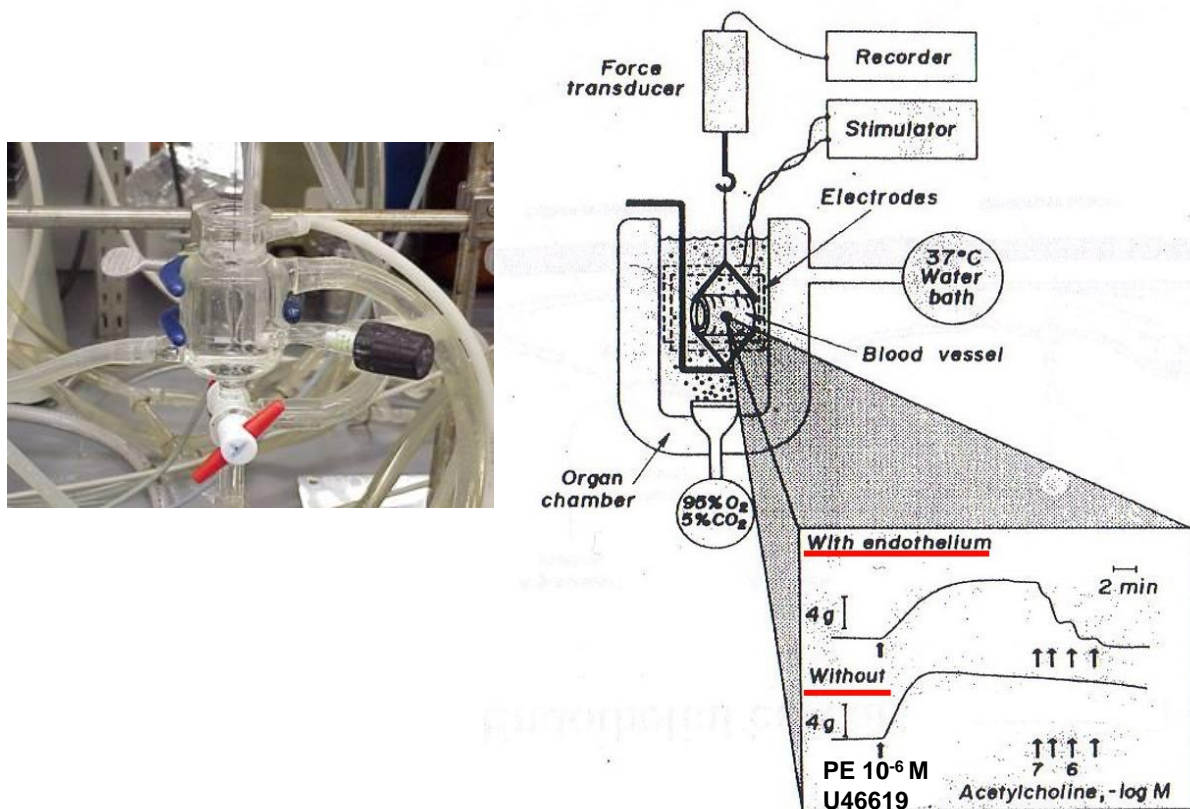 Recorder
Force
transducer
Stimulator
Electrodes
37°C
Water
bath
Blood vessel
Organ
chamber
95% O₂
5% CO₂
With endothelium
2 min
4g
Without
4g
7 6
PE 10⁻⁶ M
U46619
Acetylcholine, -log M